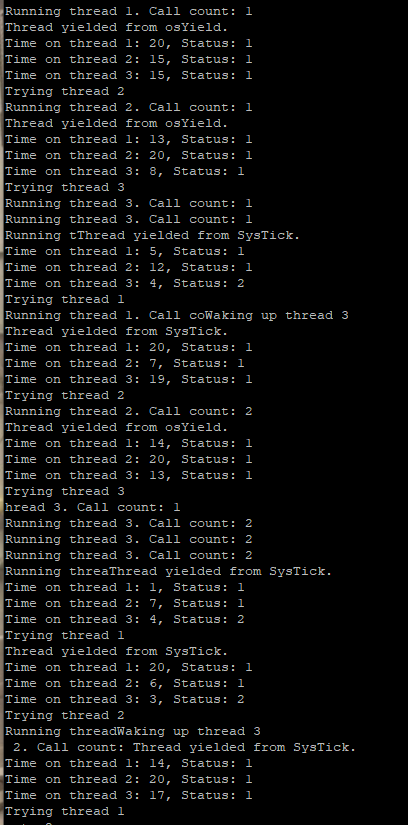 Running thread 1. Call count: 1
Thread yielded from osYield.
Time on thread 1: 20, Status: 1
Time on thread 2: 15, Status: 1
Time on thread 3: 15, Status: 1
Trying thread 2
Running thread 2. Call count: 1
Thread yielded from osYield.
Time on thread 1: 13, Status: 1
Time on thread 2: 20, Status: 1
Time on thread 3: 8, Status: 1
Trying thread 3
Running thread 3. Call count: 1
Running thread 3. Call count: 1
Running tThread yielded from SysTick.
Time on thread 1: 5, Status: 1
Time on thread 2: 12, Status: 1
Time on thread 3: 4, Status: 2
Trying thread 1
Running thread 1. Call coWaking up thread 3
Thread yielded from SysTick.
Time on thread 1: 20, Status: 1
Time on thread 2: 7, Status: 1
Time on thread 3: 19, Status: 1
Trying thread 2
Running thread 2. Call count: 2
Thread yielded from osYield.
Time on thread 1: 14, Status: 1
Time on thread 2: 20, Status: 1
Time on thread 3: 13, Status: 1
Trying thread 3
hread 3. Call count: 1
Running thread 3. Call count: 2
Running thread 3. Call count: 2
Running thread 3. Call count: 2
Running threaThread yielded from SysTick.
Time on thread 1: 1, Status: 1
Time on thread 2: 7, Status: 1
Time on thread 3: 4, Status: 2
Trying thread 1
Thread yielded from SysTick.
Time on thread 1: 20, Status: 1
Time on thread 2: 6, Status: 1
Time on thread 3: 3, Status: 2
Trying thread 2
Running threadWaking up thread 3
 2. Call count: Thread yielded from SysTick.
Time on thread 1: 14, Status: 1
Time on thread 2: 20, Status: 1
Time on thread 3: 17, Status: 1
Trying thread 1